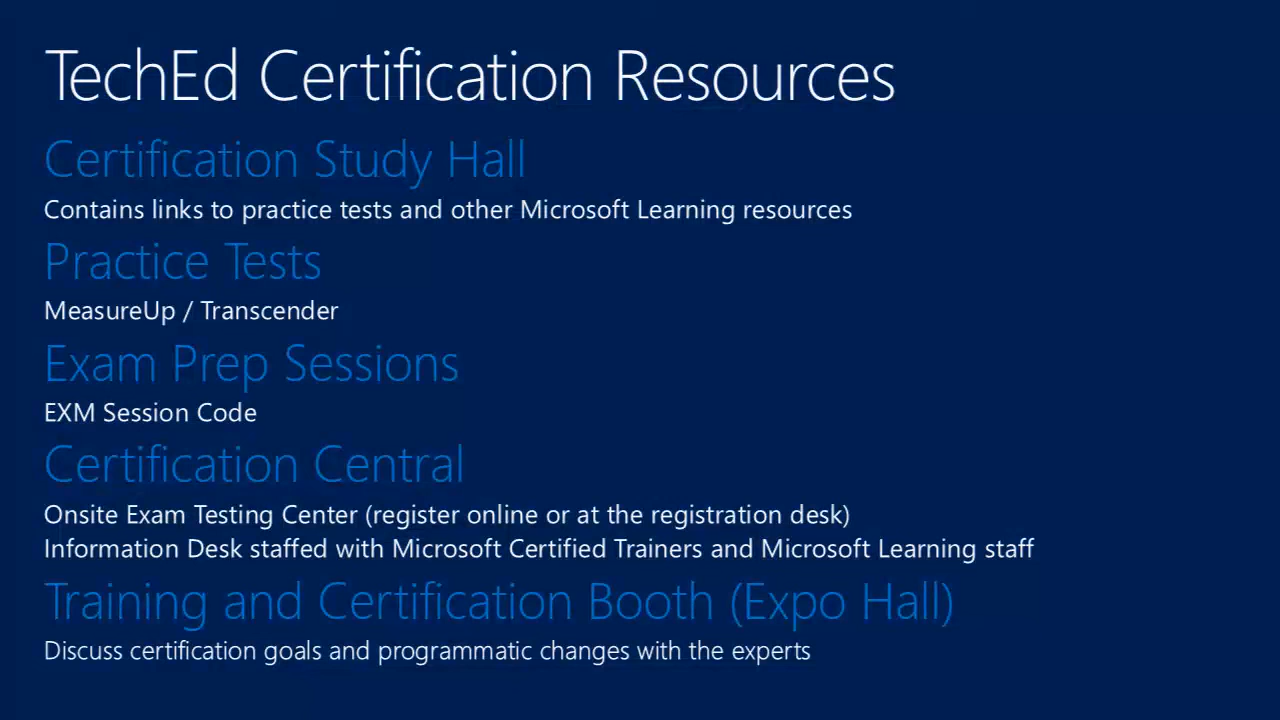 TechEd Certification Resources
Certification Study Hall
Contains links to practice tests and other Microsoft Learning resources
Practice Tests
MeasureUp / Transcender
Exam Prep Sessions
EXM Session Code
Certification Central
Onsite Exam Testing Center (register online or at the registration desk)
Information Desk staffed with Microsoft Certified Trainers and Microsoft Learning staff
Training and Certification Booth (Expo Hall)
Discuss certification goals and programmatic changes with the experts